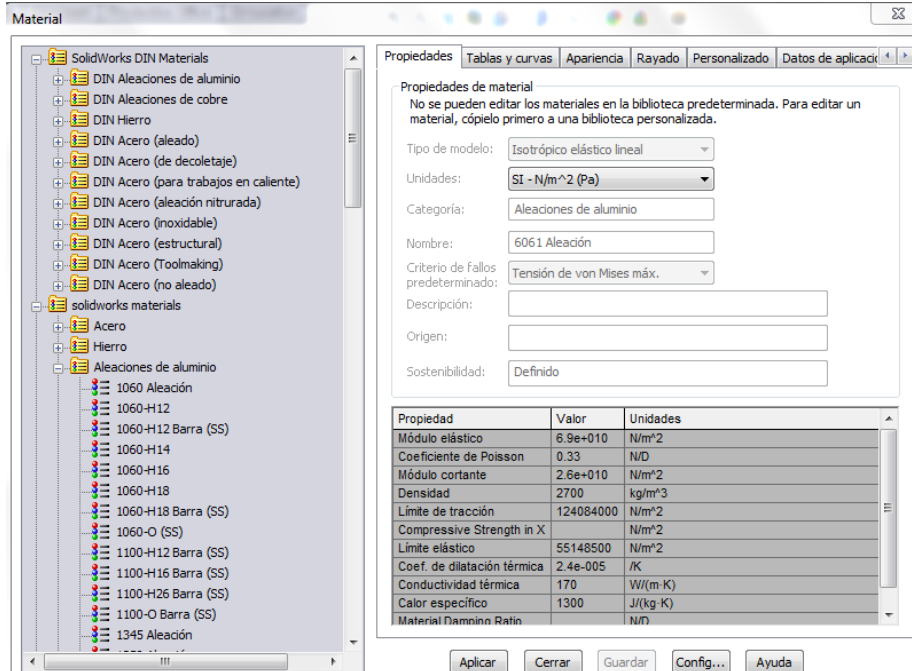 Material
SolidWorks DIN Materials
DIN Aleaciones de aluminio
DIN Aleaciones de cobre
DIN Hierro
DIN Acero (aleado)
DIN Acero (de decoletaje)
DIN Acero (para trabajos en caliente)
DIN Acero (aleación nitrurada)
DIN Acero (inoxidable)
DIN Acero (estructural)
DIN Acero (Toolmaking)
DIN Acero (no aleado)
solidworks materials
Acero
Hierro
Aleaciones de aluminio
1060 Aleación
1060-H12
1060-H12 Barra (SS)
1060-H14
1060-H16
1060-H18
1060-H18 Barra (SS)
1060-O (SS)
1100-H12 Barra (SS)
1100-H16 Barra (SS)
1100-H26 Barra (SS)
1100-O Barra (SS)
1345 Aleación
Propiedades Tablas y curvas Apariencia Rayado Personalizado Datos de aplicació
Propiedades de material
No se pueden editar los materiales en la biblioteca predeterminada. Para editar un
material, cópielo primero a una biblioteca personalizada.
Tipo de modelo: Isotrópico elástico lineal
Unidades: SI - N/m^2 (Pa)
Categoría: Aleaciones de aluminio
Nombre: 6061 Aleación
Criterio de fallos
predeterminado: Tensión de von Mises máx.
Descripción:
Origen:
Sostenibilidad: Definido
Propiedad Valor Unidades
Módulo elástico 6.9e+010 N/m^2
Coeficiente de Poisson 0.33 N/D
Módulo cortante 2.6e+010 N/m^2
Densidad 2700 kg/m^3
Límite de tracción 124084000 N/m^2
Compressive Strength in X N/m^2
Límite elástico 55148500 N/m^2
Coef. de dilatación térmica 2.4e-005 /K
Conductividad térmica 170 W/(m·K)
Calor específico 1300 J/(kg·K)
Material Damping Ratio N/D
Aplicar Cerrar Guardar Config... Ayuda